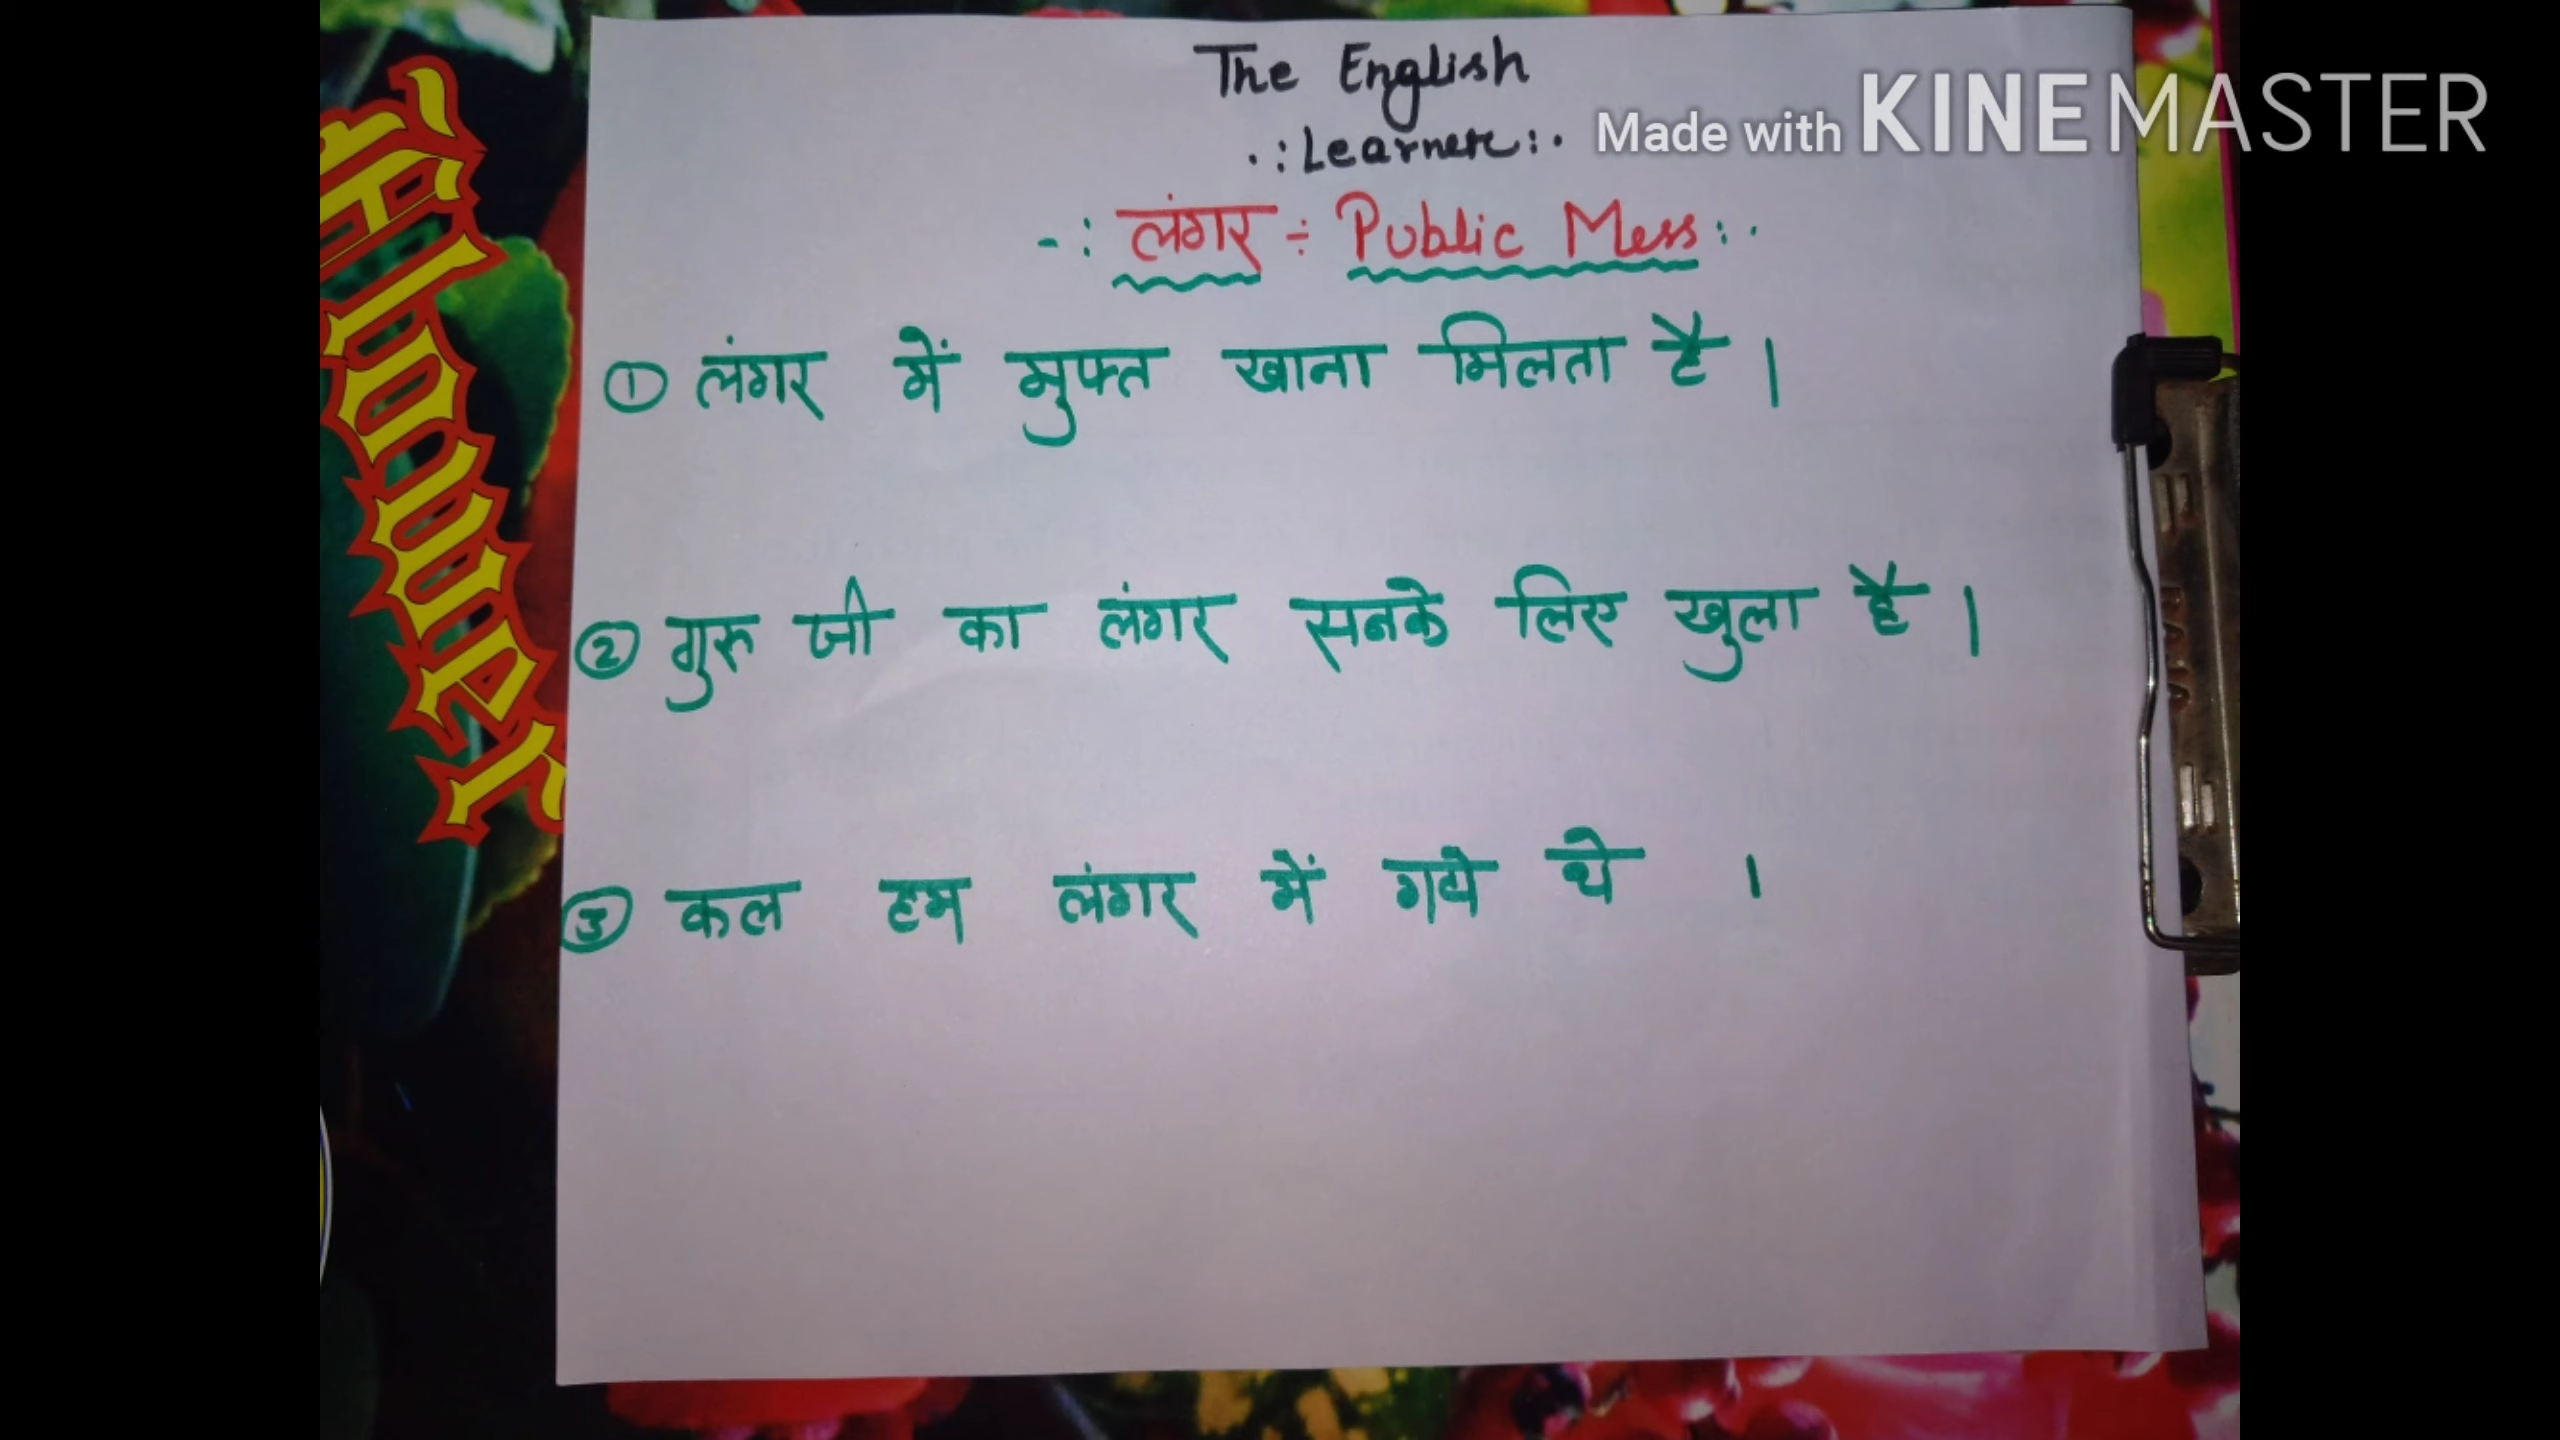 The English
.: Learner :.
Made with KINEMASTER
-: लंगर ÷ Public Mess :.
① लंगर में मुफ्त खाना मिलता है ।
② गुरु जी का लंगर सबके लिए खुला है ।
③ कल हम लंगर में गये थे ।